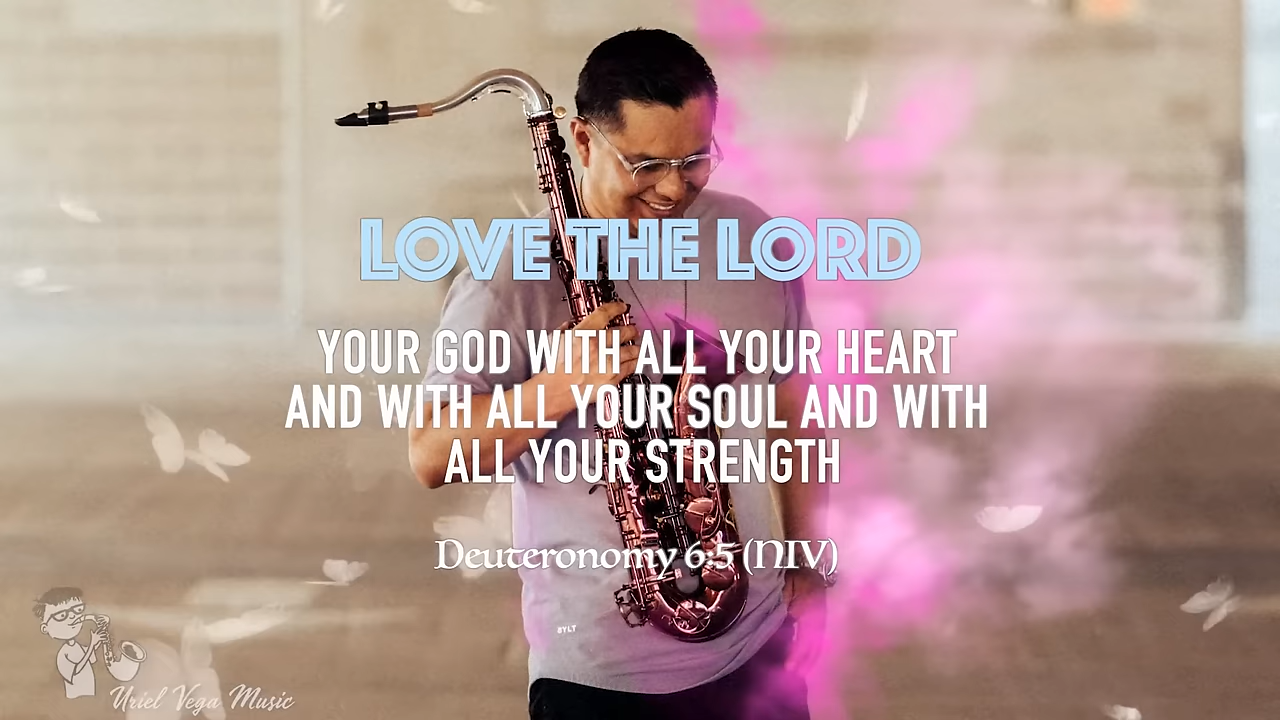 LOVE THE LORD
YOUR GOD WITH ALL YOUR HEART
AND WITH ALL YOUR SOUL AND WITH
ALL YOUR STRENGTH
Deuteronomy 6:5 (NIV)
BYLT
Uriel Vega Music